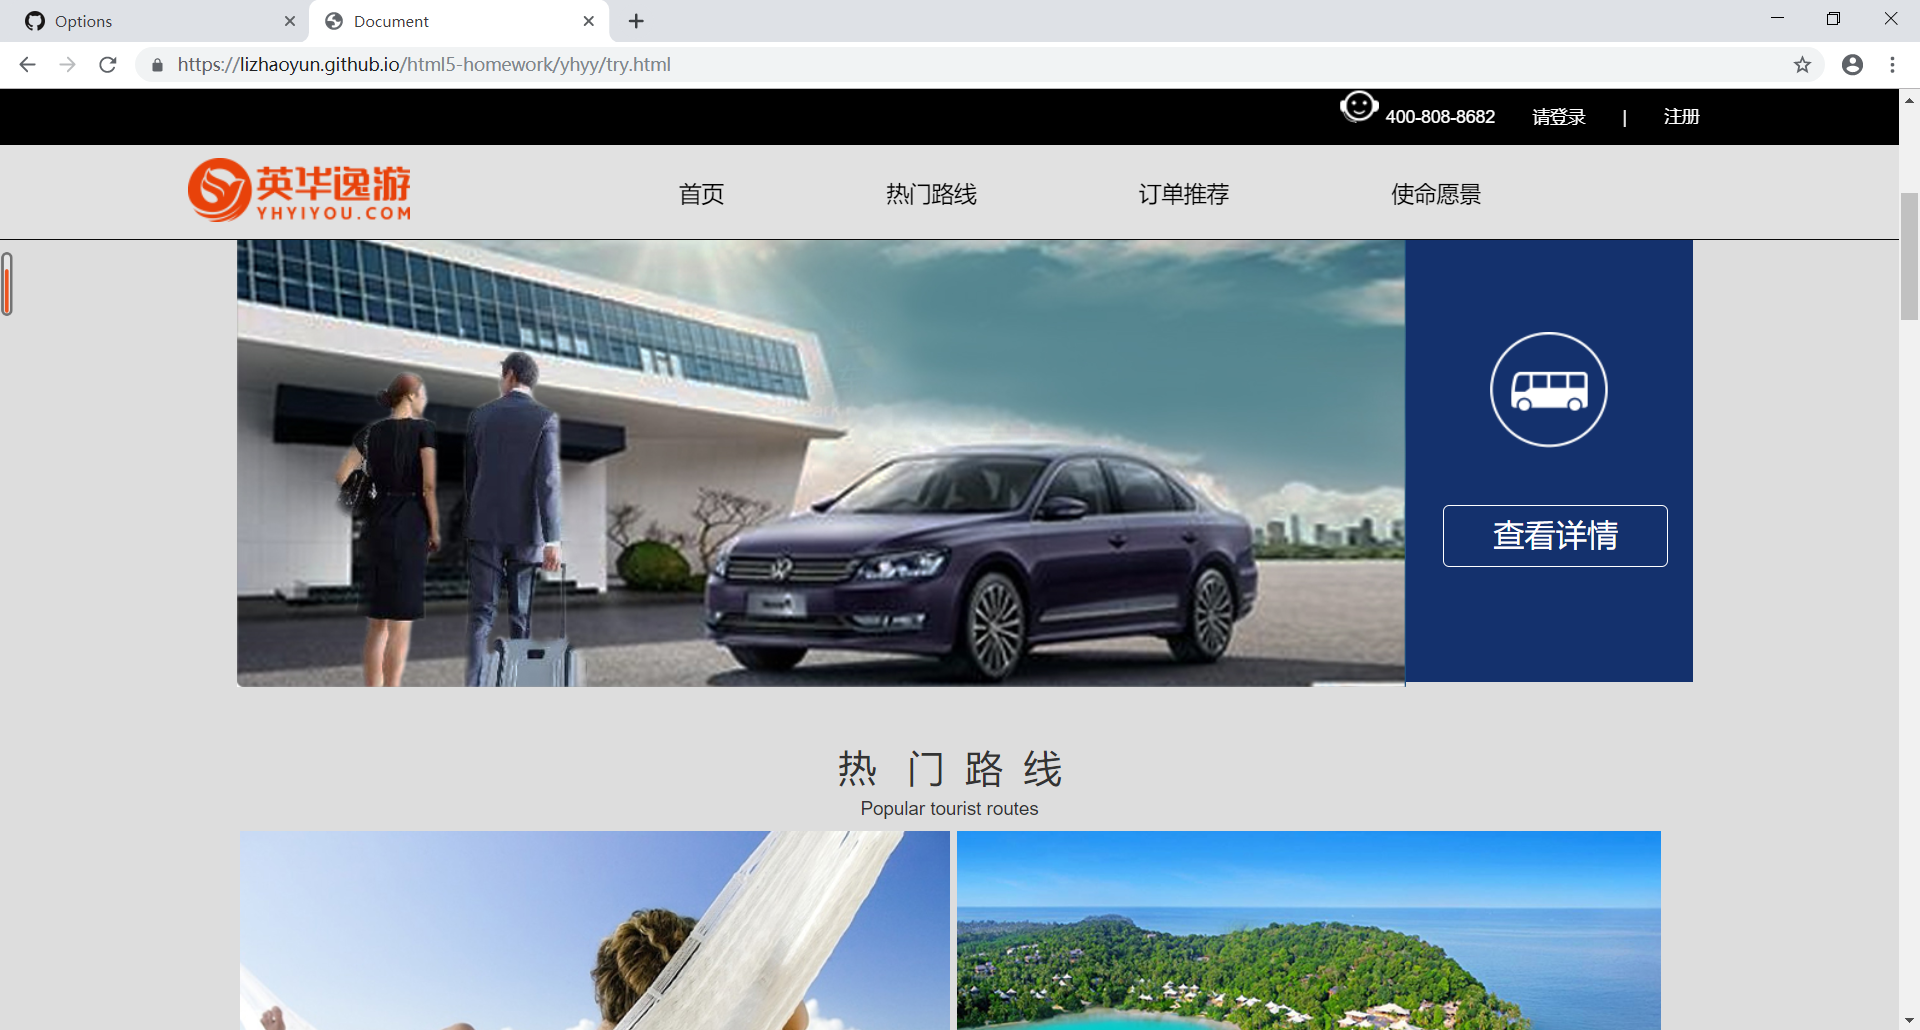 Options
Document
https://lizhaoyun.github.io/html5-homework/yhyy/try.html
400-808-8682 请登录 | 注册
英华逸游
YHYIYOU.COM
首页 热门路线 订单推荐 使命愿景
查看详情
热 门 路 线
Popular tourist routes